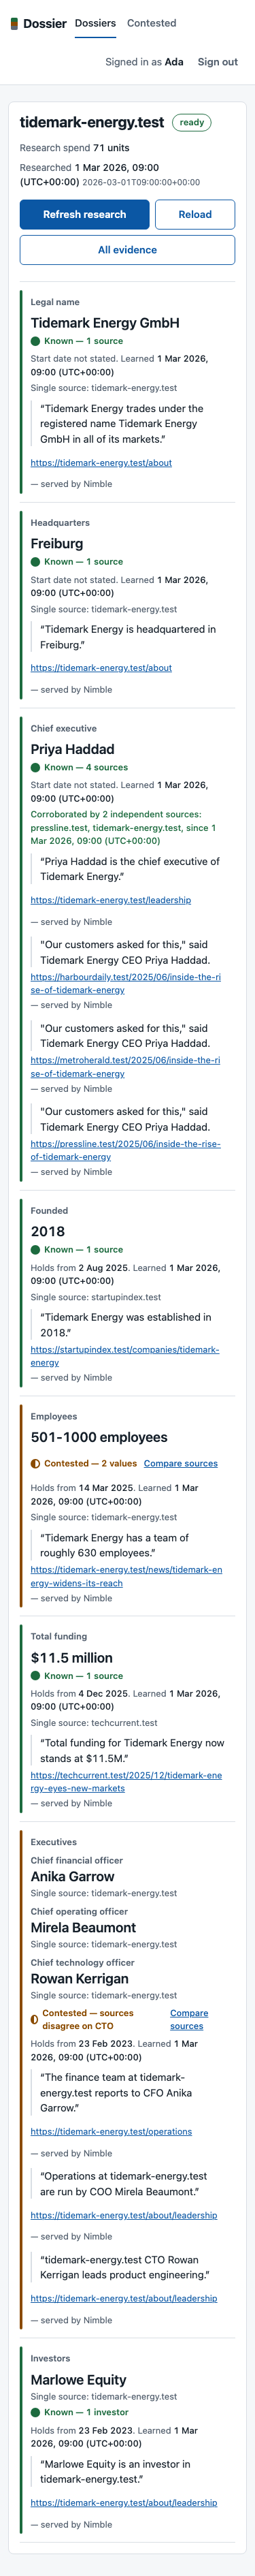 Dossier Dossiers Contested
Signed in as Ada Sign out
tidemark-energy.test ready
Research spend 71 units
Researched 1 Mar 2026, 09:00
(UTC+00:00) 2026-03-01T09:00:00+00:00
Refresh research Reload
All evidence
Legal name
Tidemark Energy GmbH
Known — 1 source
Start date not stated. Learned 1 Mar 2026,
09:00 (UTC+00:00)
Single source: tidemark-energy.test
“Tidemark Energy trades under the
registered name Tidemark Energy
GmbH in all of its markets.”
https://tidemark-energy.test/about
— served by Nimble
Headquarters
Freiburg
Known — 1 source
Start date not stated. Learned 1 Mar 2026,
09:00 (UTC+00:00)
Single source: tidemark-energy.test
“Tidemark Energy is headquartered in
Freiburg.”
https://tidemark-energy.test/about
— served by Nimble
Chief executive
Priya Haddad
Known — 4 sources
Start date not stated. Learned 1 Mar 2026,
09:00 (UTC+00:00)
Corroborated by 2 independent sources:
pressline.test, tidemark-energy.test, since 1
Mar 2026, 09:00 (UTC+00:00)
“Priya Haddad is the chief executive of
Tidemark Energy.”
https://tidemark-energy.test/leadership
— served by Nimble
"Our customers asked for this," said
Tidemark Energy CEO Priya Haddad.
https://harbourdaily.test/2025/06/inside-the-ri
se-of-tidemark-energy
— served by Nimble
"Our customers asked for this," said
Tidemark Energy CEO Priya Haddad.
https://metroherald.test/2025/06/inside-the-ri
se-of-tidemark-energy
— served by Nimble
"Our customers asked for this," said
Tidemark Energy CEO Priya Haddad.
https://pressline.test/2025/06/inside-the-rise-
of-tidemark-energy
— served by Nimble
Founded
2018
Known — 1 source
Holds from 2 Aug 2025. Learned 1 Mar 2026,
09:00 (UTC+00:00)
Single source: startupindex.test
“Tidemark Energy was established in
2018.”
https://startupindex.test/companies/tidemark-
energy
— served by Nimble
Employees
501-1000 employees
Contested — 2 values Compare sources
Holds from 14 Mar 2025. Learned 1 Mar
2026, 09:00 (UTC+00:00)
Single source: tidemark-energy.test
“Tidemark Energy has a team of
roughly 630 employees.”
https://tidemark-energy.test/news/tidemark-en
ergy-widens-its-reach
— served by Nimble
Total funding
$11.5 million
Known — 1 source
Holds from 4 Dec 2025. Learned 1 Mar 2026,
09:00 (UTC+00:00)
Single source: techcurrent.test
“Total funding for Tidemark Energy now
stands at $11.5M.”
https://techcurrent.test/2025/12/tidemark-ene
rgy-eyes-new-markets
— served by Nimble
Executives
Chief financial officer
Anika Garrow
Single source: tidemark-energy.test
Chief operating officer
Mirela Beaumont
Single source: tidemark-energy.test
Chief technology officer
Rowan Kerrigan
Single source: tidemark-energy.test
Contested — sources Compare
disagree on CTO sources
Holds from 23 Feb 2023. Learned 1 Mar
2026, 09:00 (UTC+00:00)
“The finance team at tidemark-
energy.test reports to CFO Anika
Garrow.”
https://tidemark-energy.test/operations
— served by Nimble
“Operations at tidemark-energy.test
are run by COO Mirela Beaumont.”
https://tidemark-energy.test/about/leadership
— served by Nimble
“tidemark-energy.test CTO Rowan
Kerrigan leads product engineering.”
https://tidemark-energy.test/about/leadership
— served by Nimble
Investors
Marlowe Equity
Single source: tidemark-energy.test
Known — 1 investor
Holds from 23 Feb 2023. Learned 1 Mar
2026, 09:00 (UTC+00:00)
“Marlowe Equity is an investor in
tidemark-energy.test.”
https://tidemark-energy.test/about/leadership
— served by Nimble